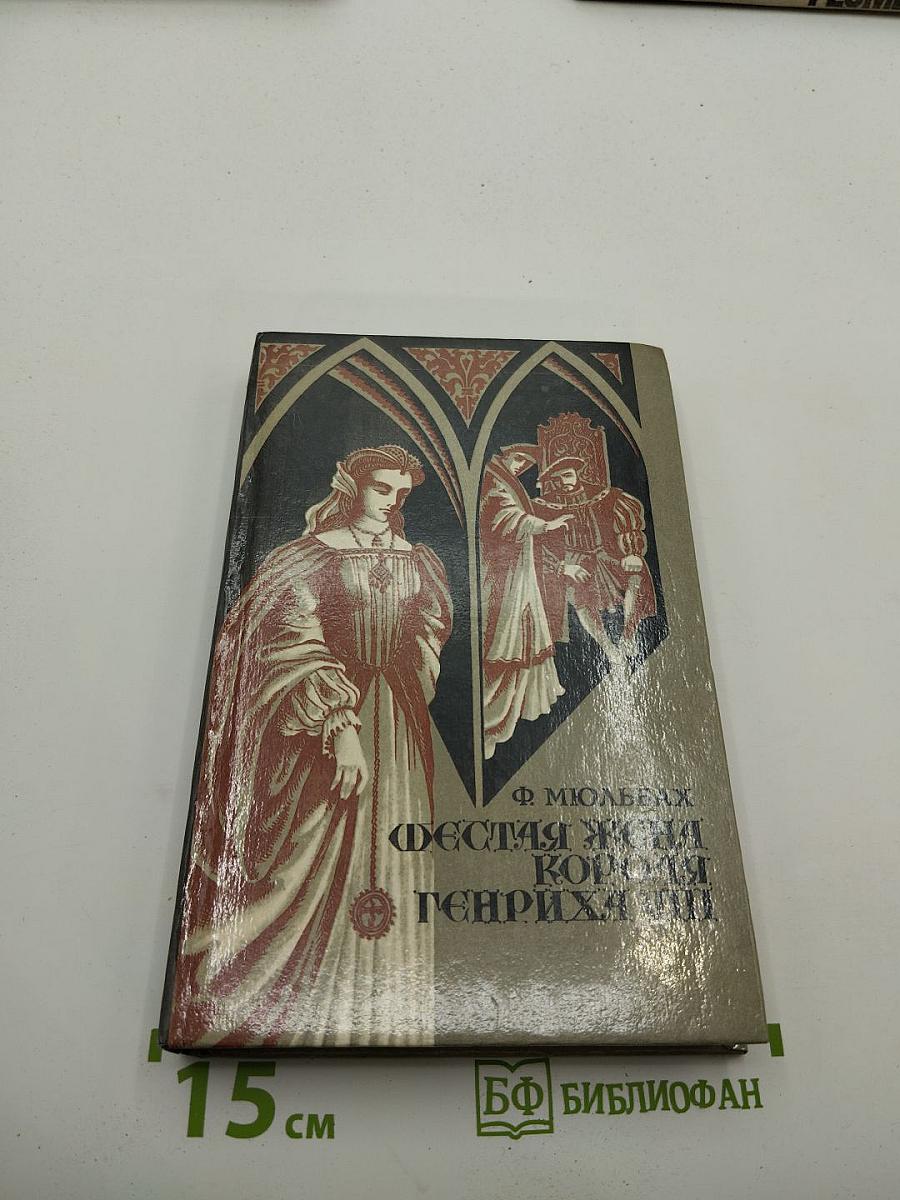 Ф. МЮЛЬБАХ
ШЕСТАЯ ЖЕНА
КОРОЛЯ
ГЕНРИХА VIII
15 см
БФ БИБЛИОФАН